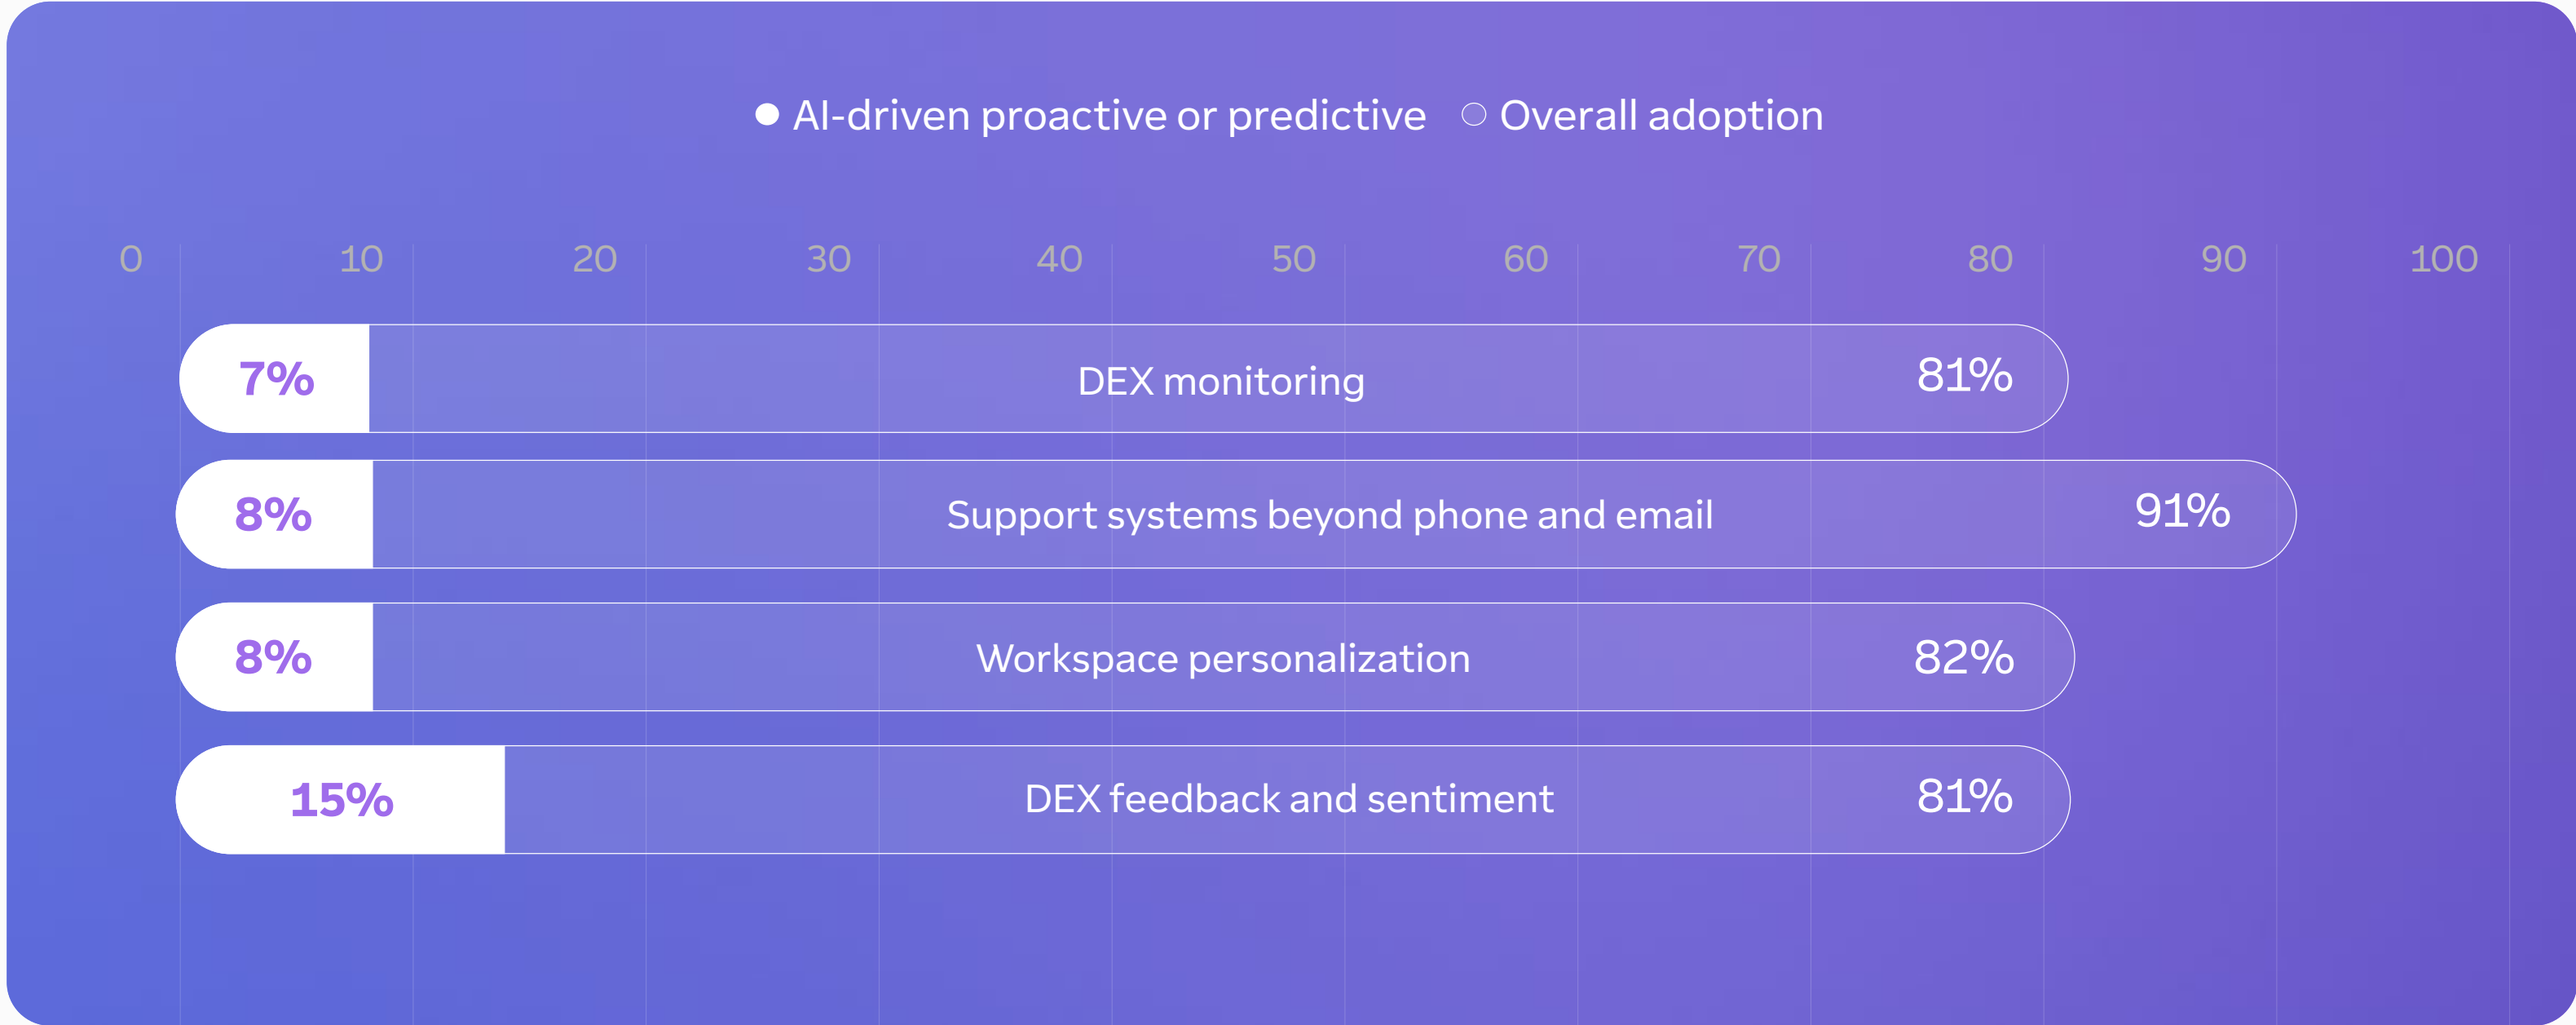 AI-driven proactive or predictive Overall adoption
0 10 20 30 40 50 60 70 80 90 100
7% DEX monitoring 81%
8% Support systems beyond phone and email 91%
8% Workspace personalization 82%
15% DEX feedback and sentiment 81%